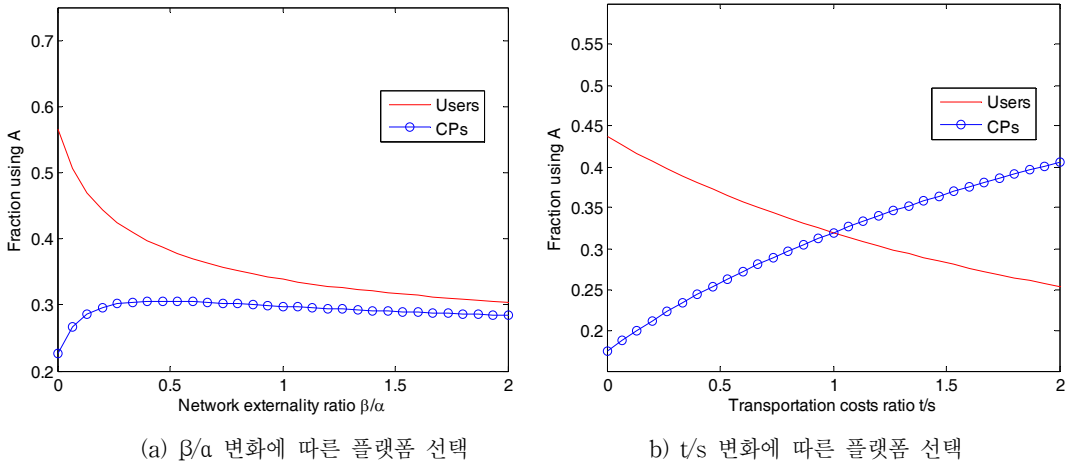 0.7
0.6
0.5
0.4
0.3
0.2
Fraction using A
Users
CPs
0
0.5
1
1.5
2
Network externality ratio β/α
(a) β/α 변화에 따른 플랫폼 선택
0.55
0.5
0.45
0.4
0.35
0.3
0.25
0.2
Fraction using A
Users
CPs
0
0.5
1
1.5
2
Transportation costs ratio t/s
b) t/s 변화에 따른 플랫폼 선택